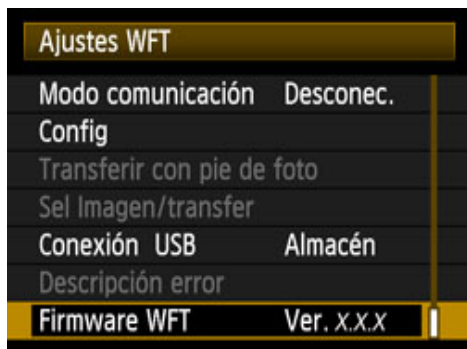 Ajustes WFT
Modo comunicación Desconec.
Config
Transferir con pie de foto
Sel Imagen/transfer
Conexión USB Almacén
Descripción error
Firmware WFT Ver. X.X.X